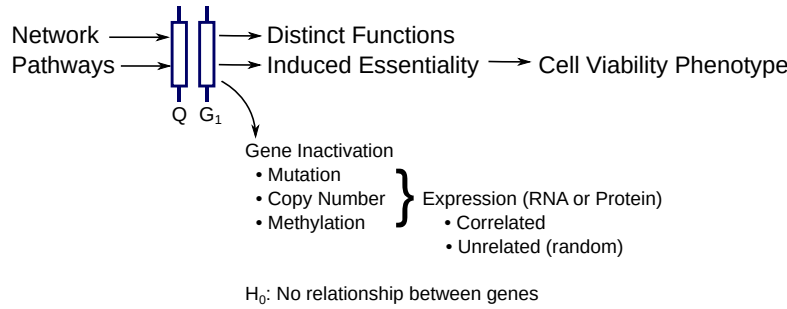 Network
Pathways
Q G₁
Distinct Functions
Induced Essentiality
Cell Viability Phenotype
Gene Inactivation
• Mutation
• Copy Number
• Methylation
}
Expression (RNA or Protein)
• Correlated
• Unrelated (random)
H₀: No relationship between genes